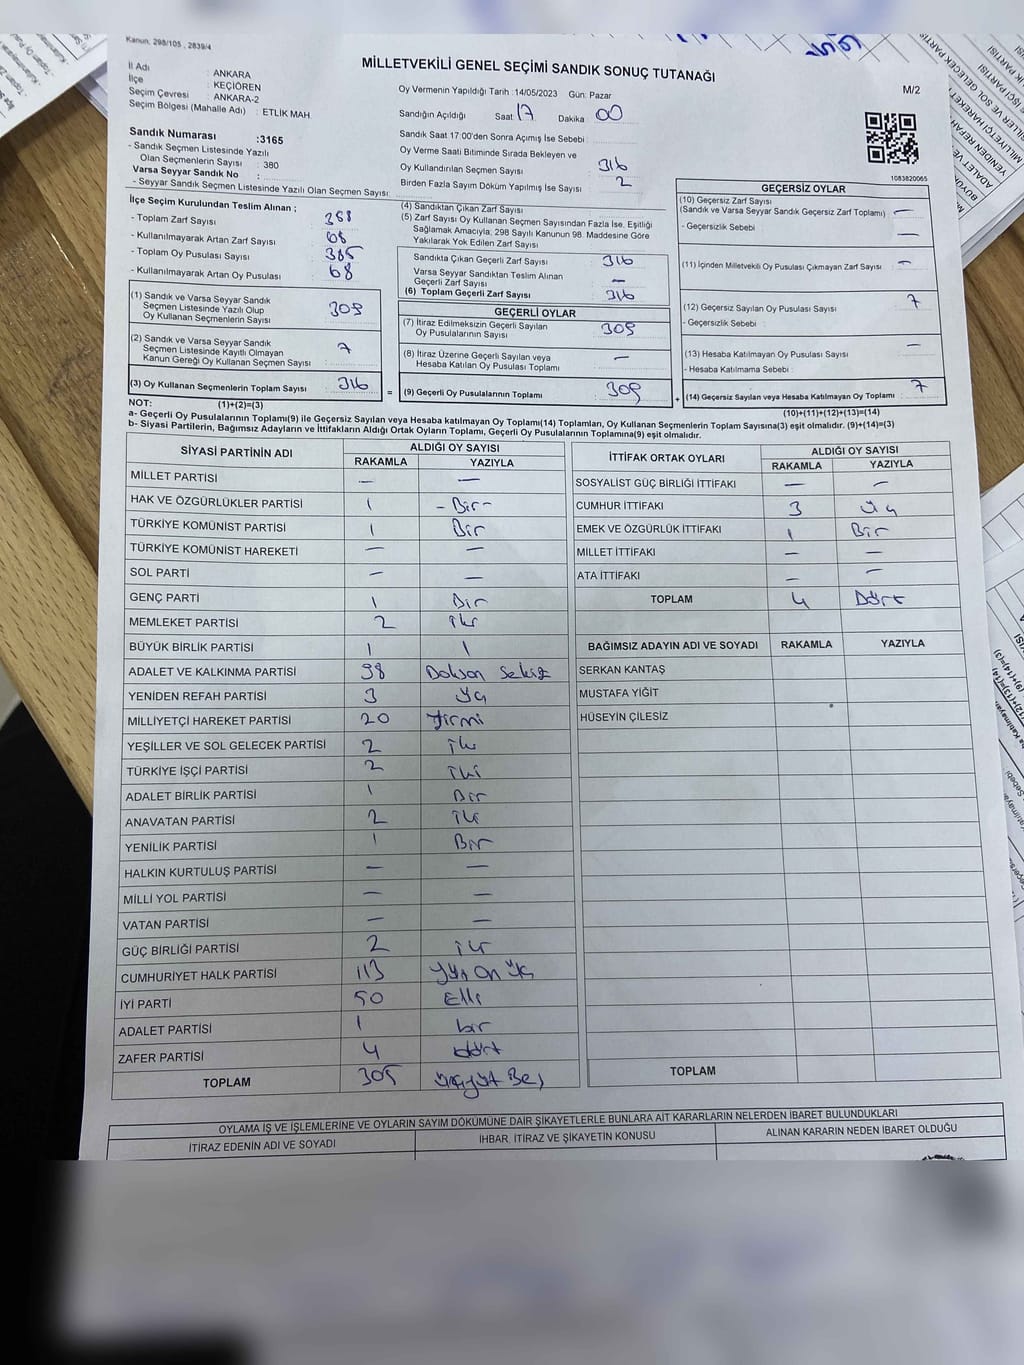 Kanun, 298/105 , 2839/4
MİLLETVEKİLİ GENEL SEÇİMİ SANDIK SONUÇ TUTANAĞI
M/2
İl Adı : ANKARA
İlçe : KEÇİÖREN
Seçim Çevresi : ANKARA-2
Seçim Bölgesi (Mahalle Adı) : ETLİK MAH.
Sandık Numarası :3165
- Sandık Seçmen Listesinde Yazılı
Olan Seçmenlerin Sayısı : 380
Varsa Seyyar Sandık No :
- Seyyar Sandık Seçmen Listesinde Yazılı Olan Seçmen Sayısı:
Oy Vermenin Yapıldığı Tarih :14/05/2023 Gün: Pazar
Sandığın Açıldığı Saat 17 Dakika 00
Sandık Saat 17:00'den Sonra Açımış İse Sebebi :
Oy Verme Saati Bitiminde Sırada Bekleyen ve
Oy Kullandırılan Seçmen Sayısı 316
Birden Fazla Sayım Döküm Yapılmış İse Sayısı : 2
1083820065
İlçe Seçim Kurulundan Teslim Alınan ;
- Toplam Zarf Sayısı
- Kullanılmayarak Artan Zarf Sayısı 68
- Toplam Oy Pusulası Sayısı 385
- Kullanılmayarak Artan Oy Pusulası 68
(1) Sandık ve Varsa Seyyar Sandık
Seçmen Listesinde Yazılı Olup
Oy Kullanan Seçmenlerin Sayısı 309
(2) Sandık ve Varsa Seyyar Sandık
Seçmen Listesinde Kayıtlı Olmayan
Kanun Gereği Oy Kullanan Seçmen Sayısı : 7
(3) Oy Kullanan Seçmenlerin Toplam Sayısı 316 =
(4) Sandıktan Çıkan Zarf Sayısı
(5) Zarf Sayısı Oy Kullanan Seçmen Sayısından Fazla İse, Eşitliği
Sağlamak Amacıyla, 298 Sayılı Kanunun 98. Maddesine Göre
Yakılarak Yok Edilen Zarf Sayısı
Sandıkta Çıkan Geçerli Zarf Sayısı 316
Varsa Seyyar Sandıktan Teslim Alınan
Geçerli Zarf Sayısı —
(6) Toplam Geçerli Zarf Sayısı 316
GEÇERLİ OYLAR
(7) İtiraz Edilmeksizin Geçerli Sayılan
Oy Pusulalarının Sayısı 309
(8) İtiraz Üzerine Geçerli Sayılan veya
Hesaba Katılan Oy Pusulası Toplamı —
(9) Geçerli Oy Pusulalarının Toplamı 309 +
GEÇERSİZ OYLAR
(10) Geçersiz Zarf Sayısı
(Sandık ve Varsa Seyyar Sandık Geçersiz Zarf Toplamı) —
- Geçersizlik Sebebi : —
(11) İçinden Milletvekili Oy Pusulası Çıkmayan Zarf Sayısı : —
(12) Geçersiz Sayılan Oy Pusulası Sayısı 7
- Geçersizlik Sebebi :
(13) Hesaba Katılmayan Oy Pusulası Sayısı —
- Hesaba Katılmama Sebebi :
(14) Geçersiz Sayılan veya Hesaba Katılmayan Oy Toplamı 7
NOT: (1)+(2)=(3)
(10)+(11)+(12)+(13)=(14)
a- Geçerli Oy Pusulalarının Toplamı(9) ile Geçersiz Sayılan veya Hesaba katılmayan Oy Toplamı(14) Toplamları, Oy Kullanan Seçmenlerin Toplam Sayısına(3) eşit olmalıdır. (9)+(14)=(3)
b- Siyasi Partilerin, Bağımsız Adayların ve İttifakların Aldığı Ortak Oyların Toplamı, Geçerli Oy Pusulalarının Toplamına(9) eşit olmalıdır.
SİYASİ PARTİNİN ADI ALDIĞI OY SAYISI
RAKAMLA YAZIYLA
MİLLET PARTİSİ — —
HAK VE ÖZGÜRLÜKLER PARTİSİ 1 - Bir -
TÜRKİYE KOMÜNİST PARTİSİ 1 Bir
TÜRKİYE KOMÜNİST HAREKETİ — —
SOL PARTİ — —
GENÇ PARTİ 1 Bir
MEMLEKET PARTİSİ 2 iki
BÜYÜK BİRLİK PARTİSİ 1 1
ADALET VE KALKINMA PARTİSİ 98 Doksan Sekiz
YENİDEN REFAH PARTİSİ 3 Üç
MİLLİYETÇİ HAREKET PARTİSİ 20 Yirmi
YEŞİLLER VE SOL GELECEK PARTİSİ 2 iki
TÜRKİYE İŞÇİ PARTİSİ 2 iki
ADALET BİRLİK PARTİSİ 1 Bir
ANAVATAN PARTİSİ 2 iki
YENİLİK PARTİSİ 1 Bir
HALKIN KURTULUŞ PARTİSİ — —
MİLLİ YOL PARTİSİ — —
VATAN PARTİSİ — —
GÜÇ BİRLİĞİ PARTİSİ 2 iki
CUMHURİYET HALK PARTİSİ 113 Yüz On Üç
İYİ PARTİ 50 Elli
ADALET PARTİSİ 1 bir
ZAFER PARTİSİ 4 dört
TOPLAM 305 üçyüz Beş
İTTİFAK ORTAK OYLARI ALDIĞI OY SAYISI
RAKAMLA YAZIYLA
SOSYALİST GÜÇ BİRLİĞİ İTTİFAKI — —
CUMHUR İTTİFAKI 3 Üç
EMEK VE ÖZGÜRLÜK İTTİFAKI 1 Bir
MİLLET İTTİFAKI — —
ATA İTTİFAKI — —
TOPLAM 4 Dört
BAĞIMSIZ ADAYIN ADI VE SOYADI RAKAMLA YAZIYLA
SERKAN KANTAŞ
MUSTAFA YİĞİT
HÜSEYİN ÇİLESİZ
TOPLAM
OYLAMA İŞ VE İŞLEMLERİNE VE OYLARIN SAYIM DÖKÜMÜNE DAİR ŞİKAYETLERLE BUNLARA AİT KARARLARIN NELERDEN İBARET BULUNDUKLARI
İTİRAZ EDENİN ADI VE SOYADI İHBAR, İTİRAZ VE ŞİKAYETİN KONUSU ALINAN KARARIN NEDEN İBARET OLDUĞU